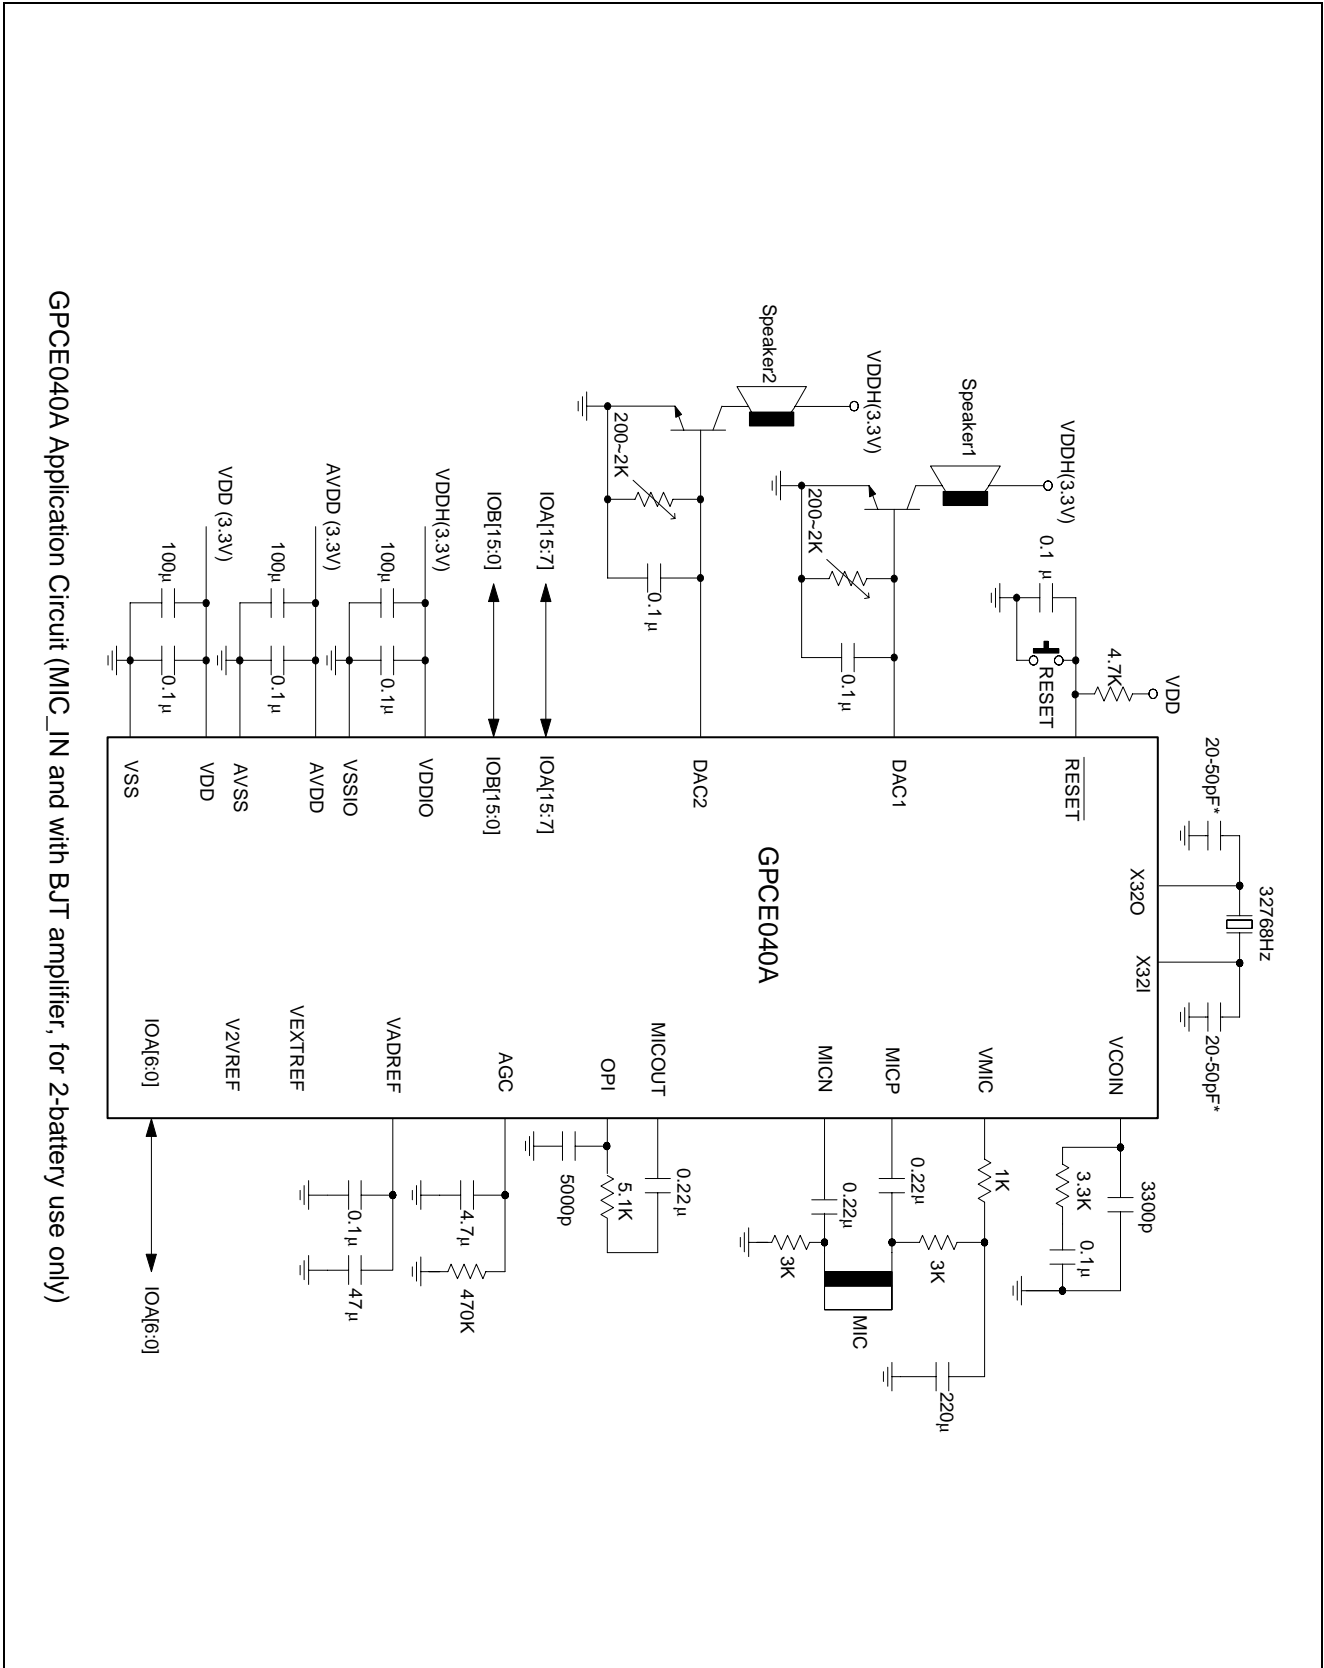 32768Hz
20-50pF*
20-50pF*
X32O
X32I
VDD
4.7K
0.1 μ
RESET
RESET
VDDH(3.3V)
Speaker1
200~2K
0.1μ
DAC1
VDDH(3.3V)
Speaker2
200~2K
0.1μ
DAC2
IOA[15:7]
IOA[15:7]
IOB[15:0]
IOB[15:0]
VDDH(3.3V)
100μ
0.1μ
VDDIO
VSSIO
AVDD (3.3V)
100μ
0.1μ
AVDD
AVSS
VDD (3.3V)
100μ
0.1μ
VDD
VSS
GPCE040A
VCOIN
3300p
3.3K
0.1μ
VMIC
1K
220μ
3K
MICP
0.22μ
MIC
MICN
0.22μ
3K
MICOUT
0.22μ
OPI
5.1K
5000p
AGC
4.7μ
470K
VADREF
0.1μ
47μ
VEXTREF
V2VREF
IOA[6:0]
IOA[6:0]
GPCE040A Application Circuit (MIC_IN and with BJT amplifier, for 2-battery use only)